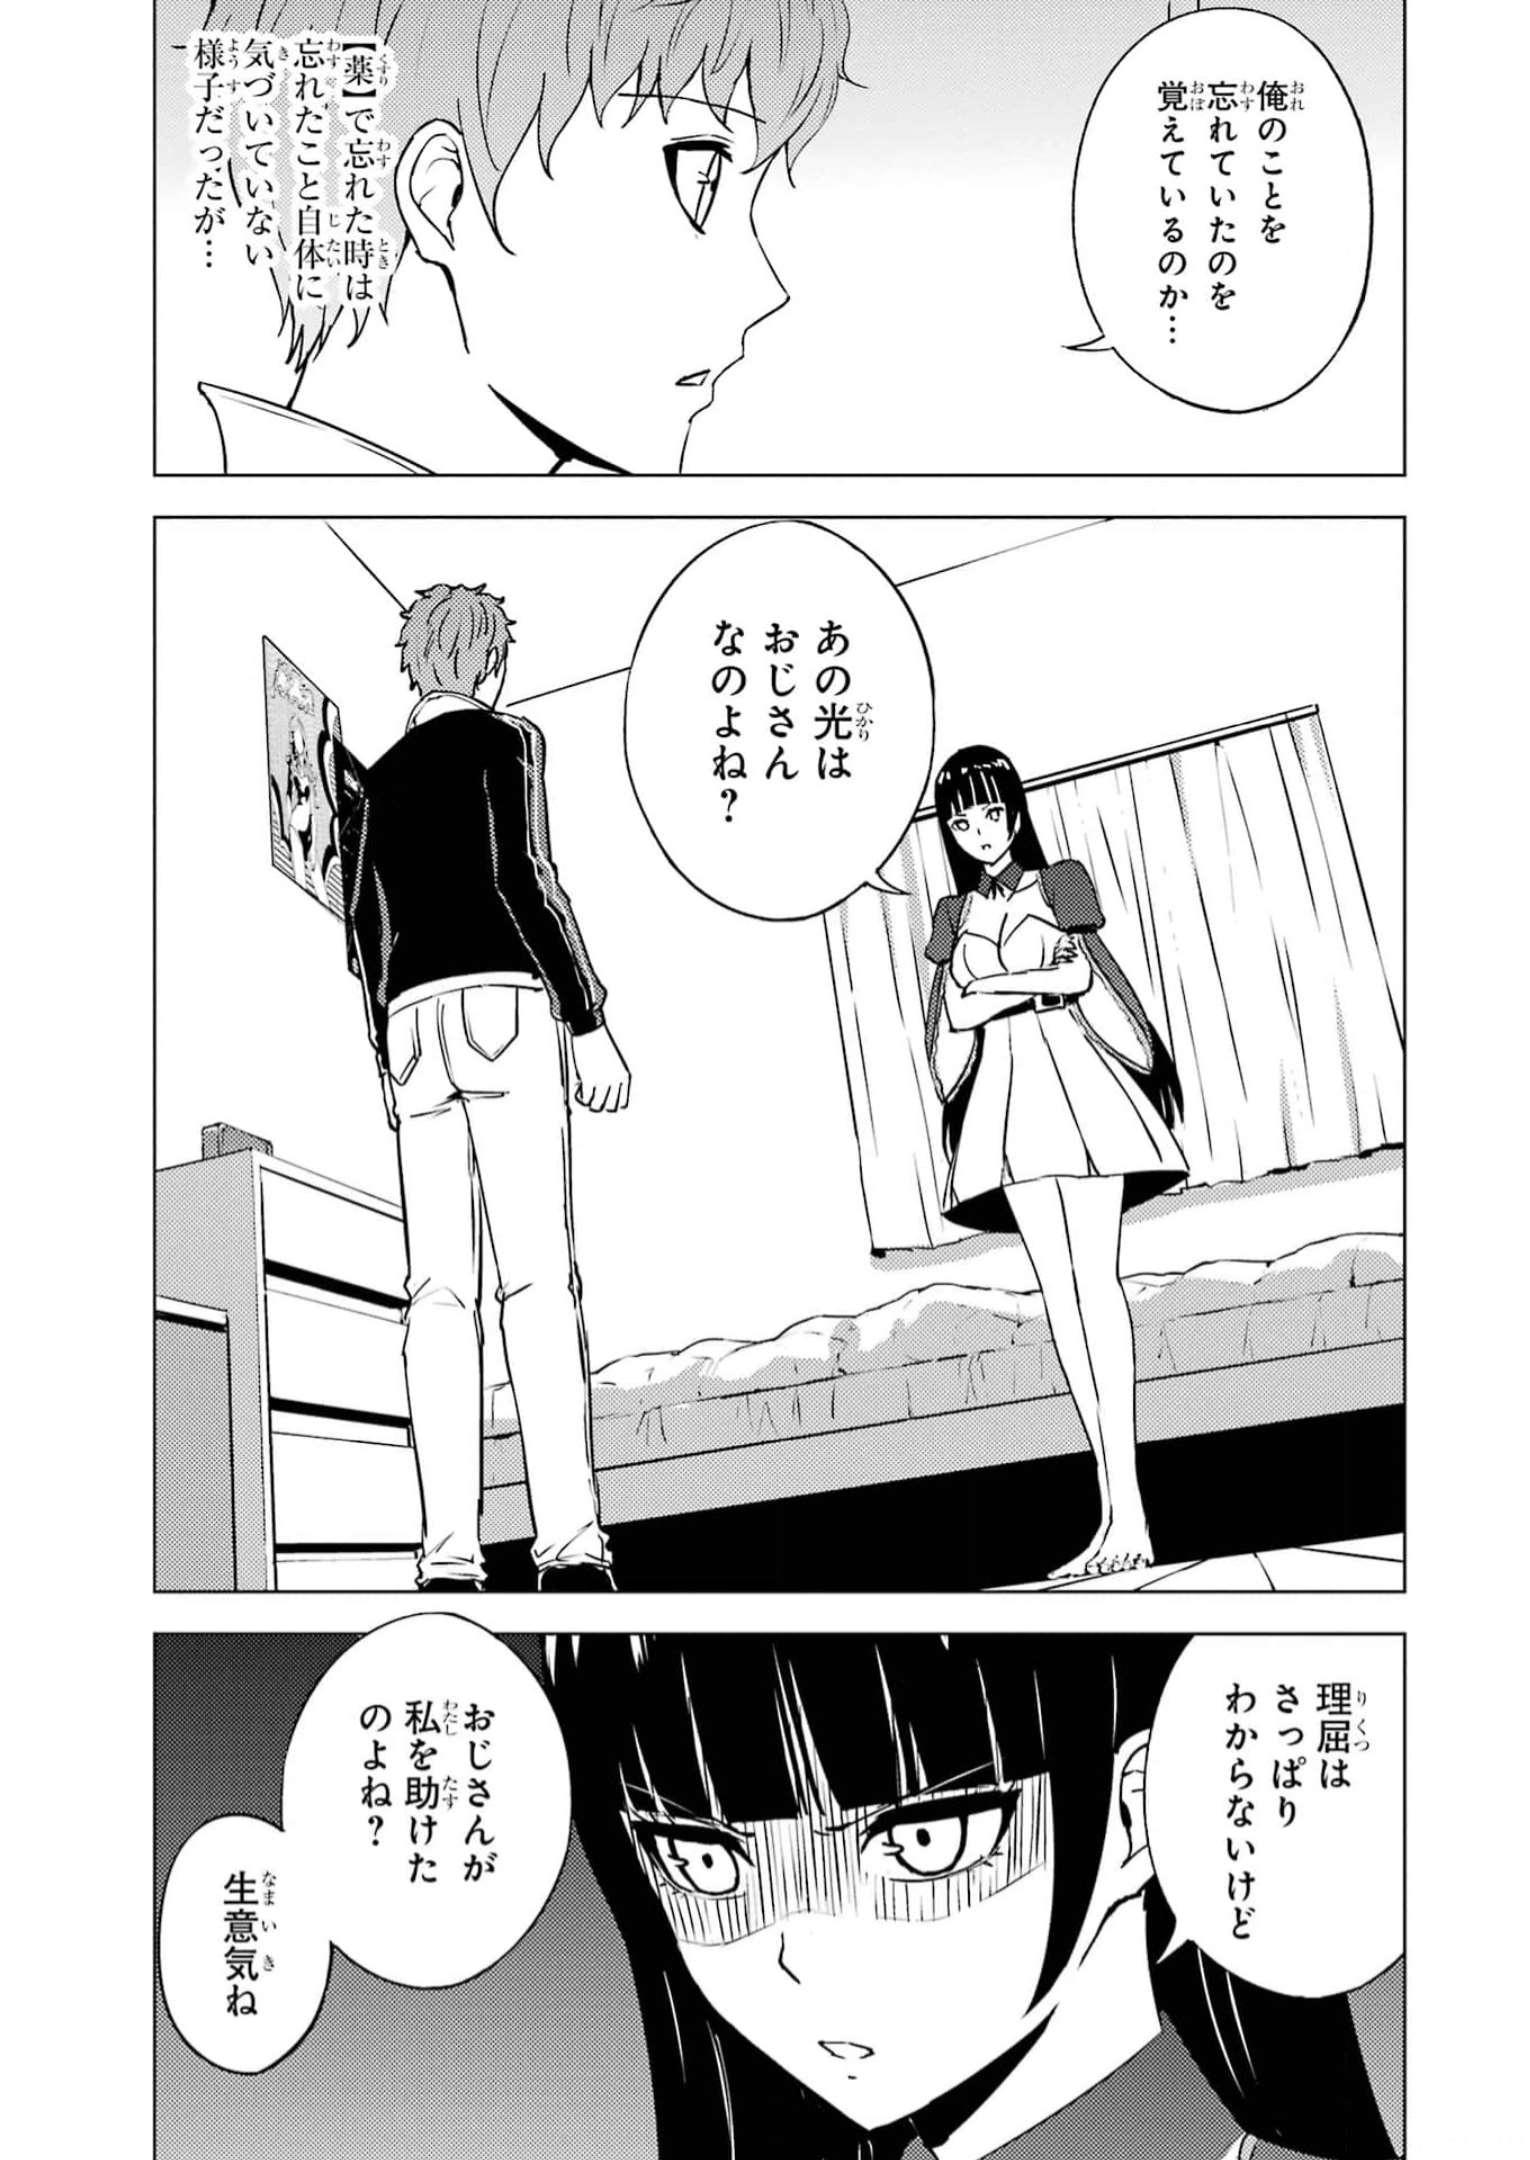 俺のことを
忘れていたのを
覚えているのか…
【薬】で忘れた時は
忘れたこと自体に
気づいていない
様子だったが…
あの光は
おじさん
なのよね?
理屈は
さっぱり
わからないけど
おじさんが
私を助けた
のよね?
生意気ね